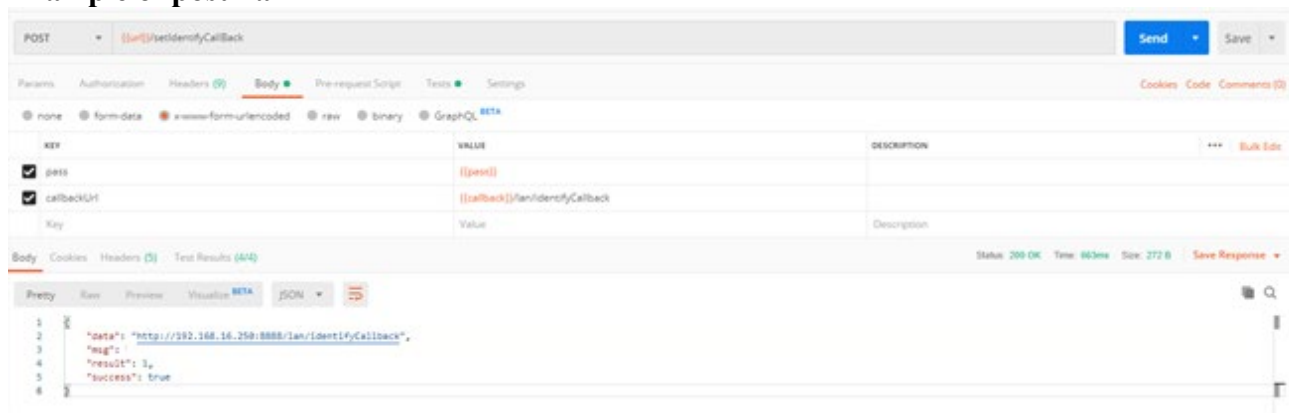 POST {{url}}/setIdentifyCallBack Send Save
Params Authorization Headers (9) Body Pre-request Script Tests Settings Cookies Code Comments (0)
none form-data x-www-form-urlencoded raw binary GraphQL BETA
KEY VALUE DESCRIPTION ••• Bulk Edit
pass {{pass}}
callbackUrl {{callback}}/lan/identifyCallback
Key Value Description
Body Cookies Headers (5) Test Results (4/4) Status: 200 OK Time: 663ms Size: 272 B Save Response
Pretty Raw Preview Visualize BETA JSON
1 {
2 "data": "http://192.168.16.250:8888/lan/identifyCallback",
3 "msg":
4 "result": 1,
5 "success": true
6 }